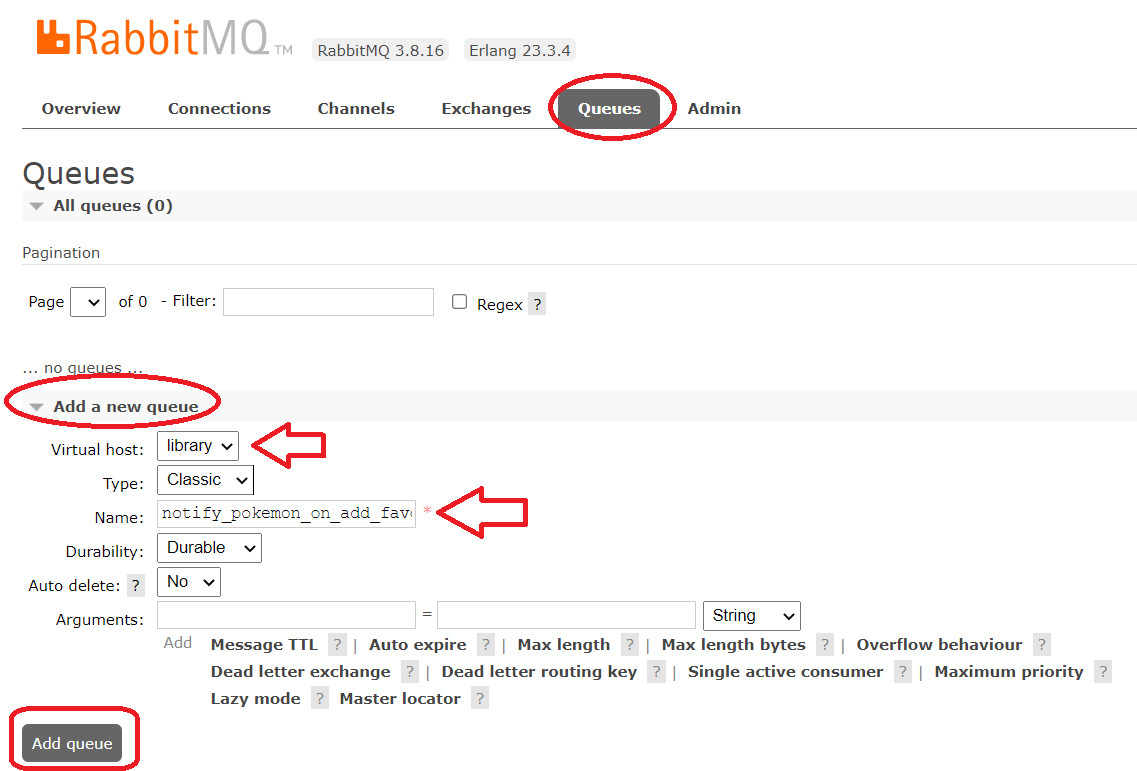 RabbitMQ TM RabbitMQ 3.8.16 Erlang 23.3.4
Overview Connections Channels Exchanges Queues Admin
Queues
All queues (0)
Pagination
Page of 0 - Filter: Regex ?
... no queues ...
Add a new queue
Virtual host: library
Type: Classic
Name: notify_pokemon_on_add_fav *
Durability: Durable
Auto delete: ? No
Arguments: = String
Add Message TTL ? | Auto expire ? | Max length ? | Max length bytes ? | Overflow behaviour ?
Dead letter exchange ? | Dead letter routing key ? | Single active consumer ? | Maximum priority ?
Lazy mode ? Master locator ?
Add queue